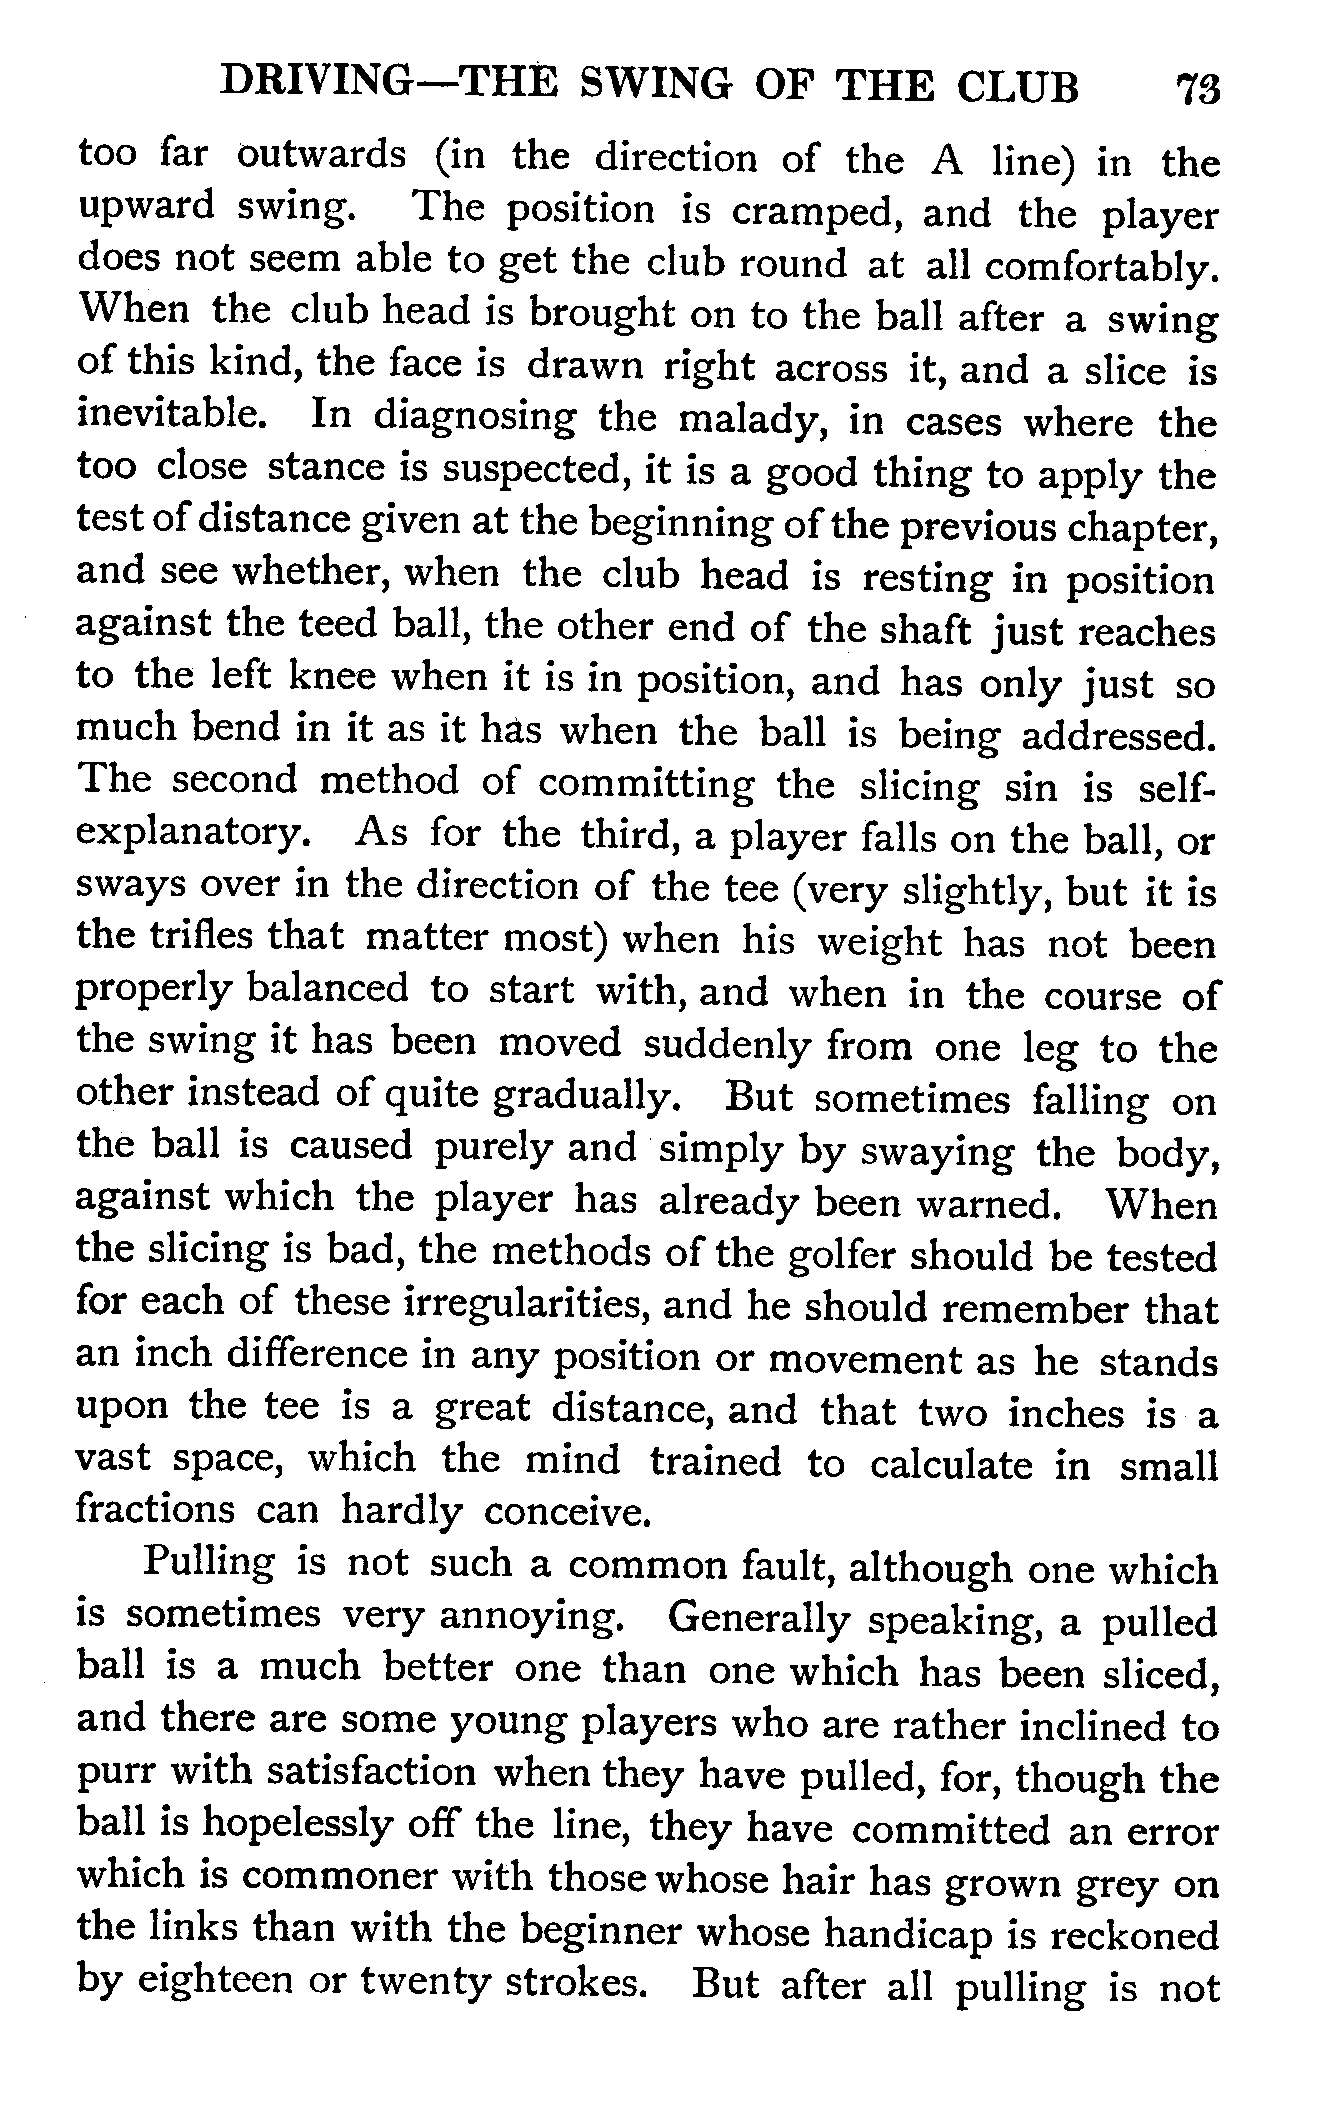 DRIVING—THE SWING OF THE CLUB 73
too far outwards (in the direction of the A line) in the
upward swing. The position is cramped, and the player
does not seem able to get the club round at all comfortably.
When the club head is brought on to the ball after a swing
of this kind, the face is drawn right across it, and a slice is
inevitable. In diagnosing the malady, in cases where the
too close stance is suspected, it is a good thing to apply the
test of distance given at the beginning of the previous chapter,
and see whether, when the club head is resting in position
against the teed ball, the other end of the shaft just reaches
to the left knee when it is in position, and has only just so
much bend in it as it has when the ball is being addressed.
The second method of committing the slicing sin is self-
explanatory. As for the third, a player falls on the ball, or
sways over in the direction of the tee (very slightly, but it is
the trifles that matter most) when his weight has not been
properly balanced to start with, and when in the course of
the swing it has been moved suddenly from one leg to the
other instead of quite gradually. But sometimes falling on
the ball is caused purely and simply by swaying the body,
against which the player has already been warned. When
the slicing is bad, the methods of the golfer should be tested
for each of these irregularities, and he should remember that
an inch difference in any position or movement as he stands
upon the tee is a great distance, and that two inches is a
vast space, which the mind trained to calculate in small
fractions can hardly conceive.
Pulling is not such a common fault, although one which
is sometimes very annoying. Generally speaking, a pulled
ball is a much better one than one which has been sliced,
and there are some young players who are rather inclined to
purr with satisfaction when they have pulled, for, though the
ball is hopelessly off the line, they have committed an error
which is commoner with those whose hair has grown grey on
the links than with the beginner whose handicap is reckoned
by eighteen or twenty strokes. But after all pulling is not